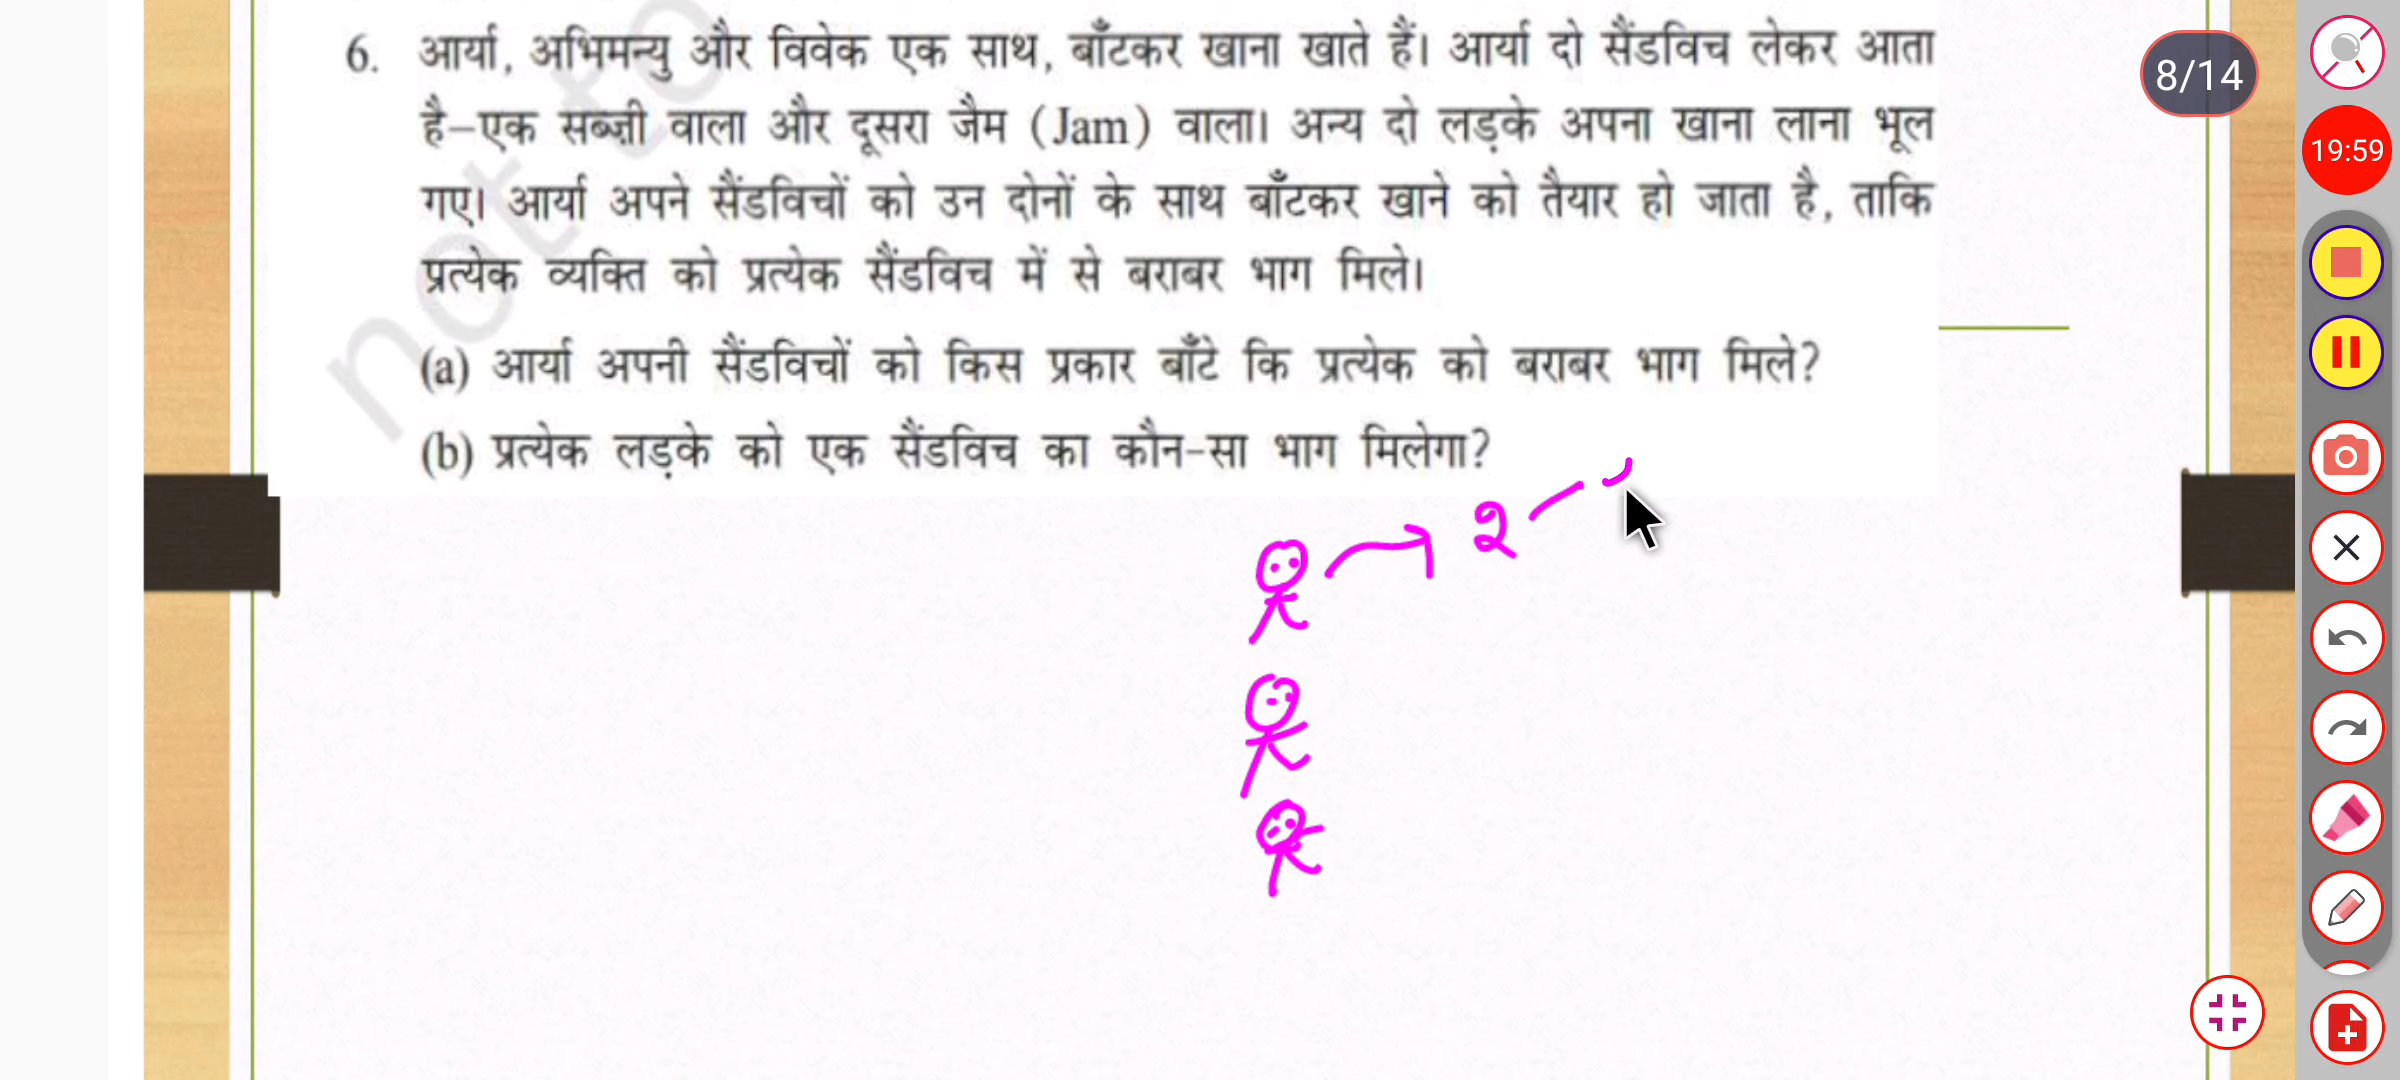 6. आर्या, अभिमन्यु और विवेक एक साथ, बाँटकर खाना खाते हैं। आर्या दो सैंडविच लेकर आता
है–एक सब्ज़ी वाला और दूसरा जैम (Jam) वाला। अन्य दो लड़के अपना खाना लाना भूल
गए। आर्या अपने सैंडविचों को उन दोनों के साथ बाँटकर खाने को तैयार हो जाता है, ताकि
प्रत्येक व्यक्ति को प्रत्येक सैंडविच में से बराबर भाग मिले।
(a) आर्या अपनी सैंडविचों को किस प्रकार बाँटे कि प्रत्येक को बराबर भाग मिले?
(b) प्रत्येक लड़के को एक सैंडविच का कौन-सा भाग मिलेगा?
2
not to
8/14
19:59